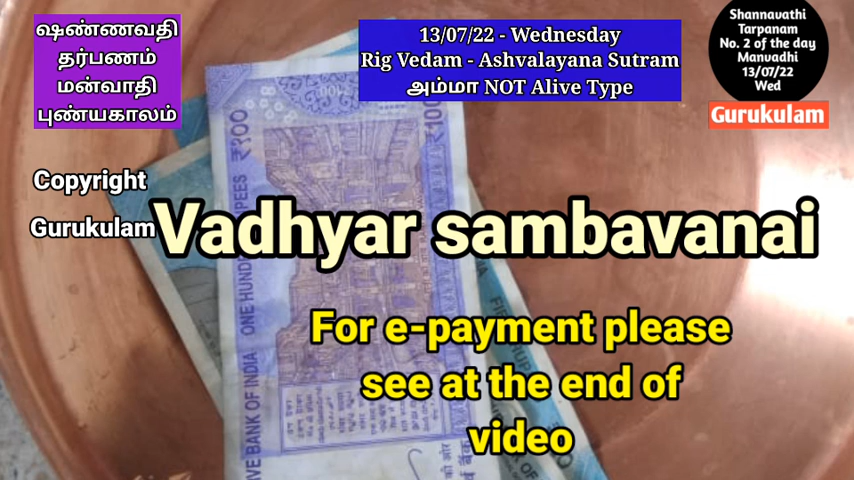 ஷண்ணவதி
தர்பணம்
மன்வாதி
புண்யகாலம்
13/07/22 - Wednesday
Rig Vedam - Ashvalayana Sutram
அம்மா NOT Alive Type
Shannavathi
Tarpanam
No. 2 of the day
Manvadhi
13/07/22
Wed
Gurukulam
Copyright
Gurukulam
Vadhyar sambavanai
For e-payment please
see at the end of
video
₹100
ONE HUNDRED RUPEES
BANK OF INDIA